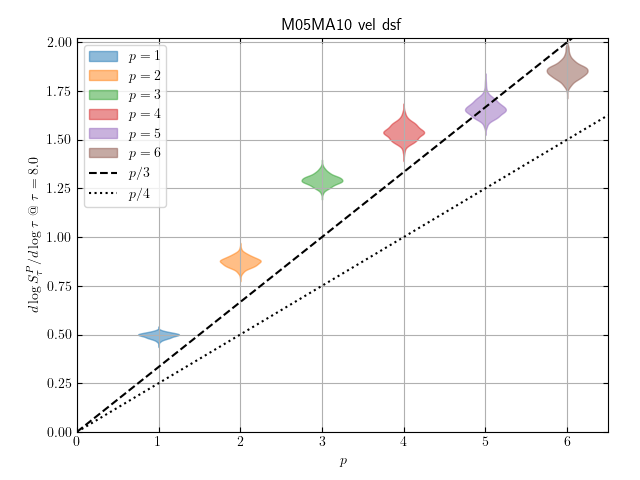 M05MA10 vel dsf
d log S_τ^P / d log τ @ τ = 8.0
2.00
1.75
1.50
1.25
1.00
0.75
0.50
0.25
0.00
p = 1
p = 2
p = 3
p = 4
p = 5
p = 6
p/3
p/4
0 1 2 3 4 5 6
p